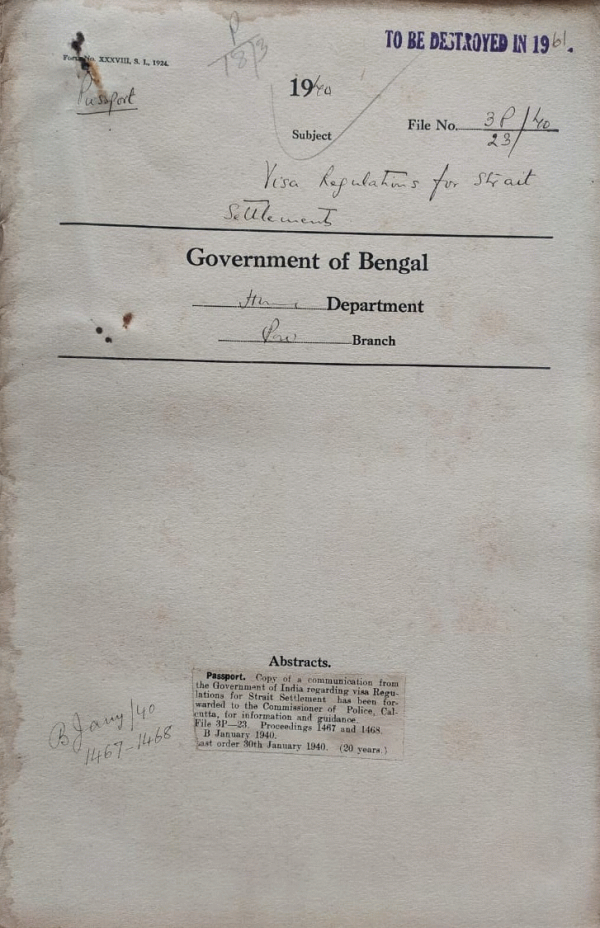 P
18/3
TO BE DESTROYED IN 1961.
Form No. XXXVIII, S. I., 1934.
Passport
1940
Subject
File No. 3P/40
23
Visa Regulations for Strait
Settlements
Government of Bengal
Department
Branch
Abstracts.
Passport. Copy of a communication from
the Government of India regarding visa Regu-
lations for Strait Settlement has been for-
warded to the Commissioner of Police, Cal-
cutta, for information and guidance.
File 3P—23. Proceedings 1467 and 1468.
B January 1940.
ast order 30th January 1940. (20 years.)
B Jany/40
1467-1468